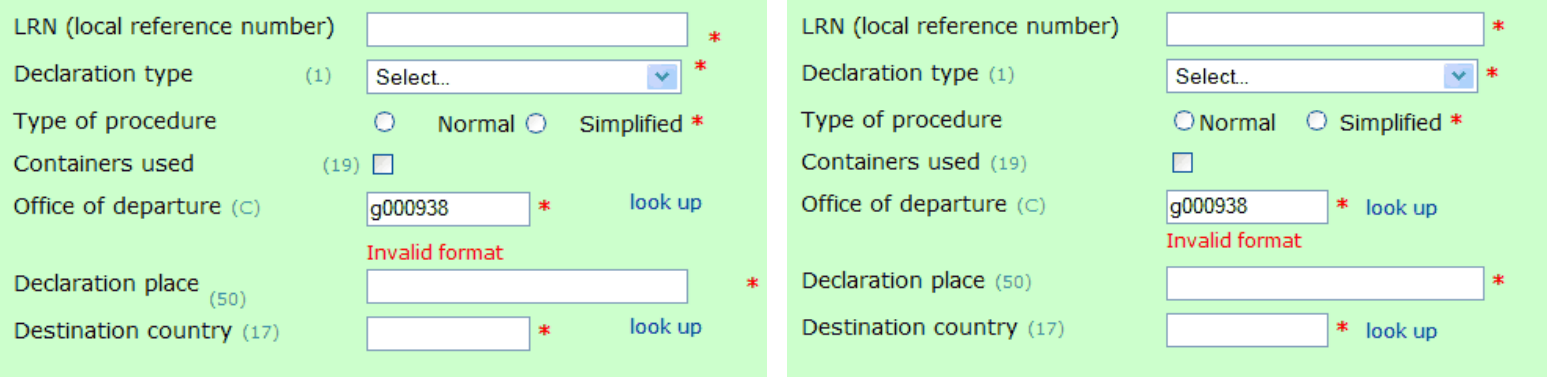 LRN (local reference number) *
Declaration type (1) Select... *
Type of procedure Normal Simplified *
Containers used (19)
Office of departure (C) g000938 * look up
Invalid format
Declaration place (50) *
Destination country (17) * look up
LRN (local reference number) *
Declaration type (1) Select... *
Type of procedure Normal Simplified *
Containers used (19)
Office of departure (C) g000938 * look up
Invalid format
Declaration place (50) *
Destination country (17) * look up